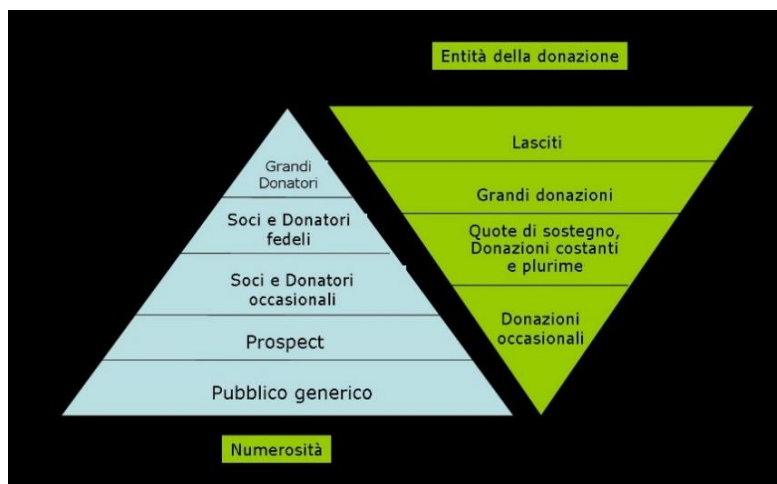 Entità della donazione
Grandi
Donatori
Soci e Donatori
fedeli
Soci e Donatori
occasionali
Prospect
Pubblico generico
Numerosità
Lasciti
Grandi donazioni
Quote di sostegno,
Donazioni costanti
e plurime
Donazioni
occasionali